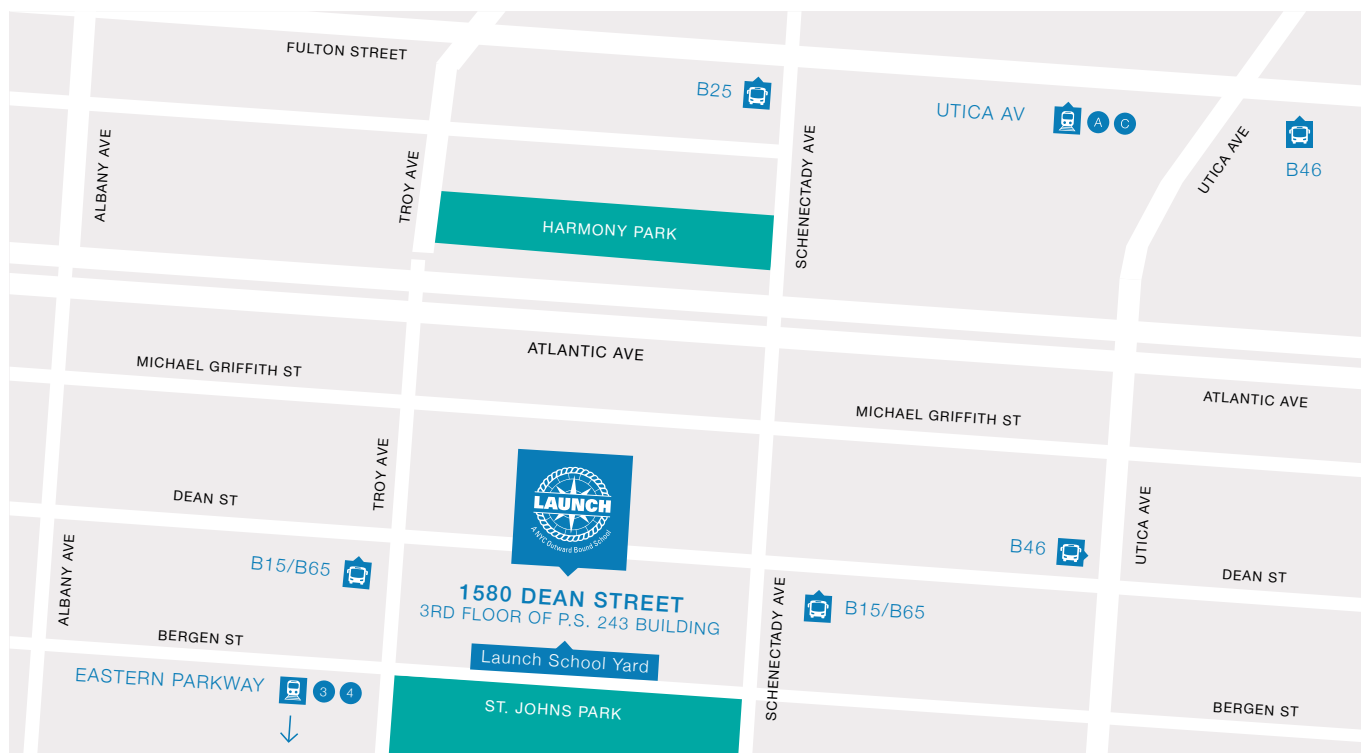 FULTON STREET
B25
UTICA AV
A
C
B46
ALBANY AVE
TROY AVE
SCHENECTADY AVE
UTICA AVE
HARMONY PARK
ATLANTIC AVE
MICHAEL GRIFFITH ST
ATLANTIC AVE
MICHAEL GRIFFITH ST
TROY AVE
LAUNCH
A NYC Outward Bound School
DEAN ST
UTICA AVE
B46
ALBANY AVE
B15/B65
DEAN ST
1580 DEAN STREET
3RD FLOOR OF P.S. 243 BUILDING
SCHENECTADY AVE
B15/B65
BERGEN ST
Launch School Yard
EASTERN PARKWAY
3
4
ST. JOHNS PARK
BERGEN ST